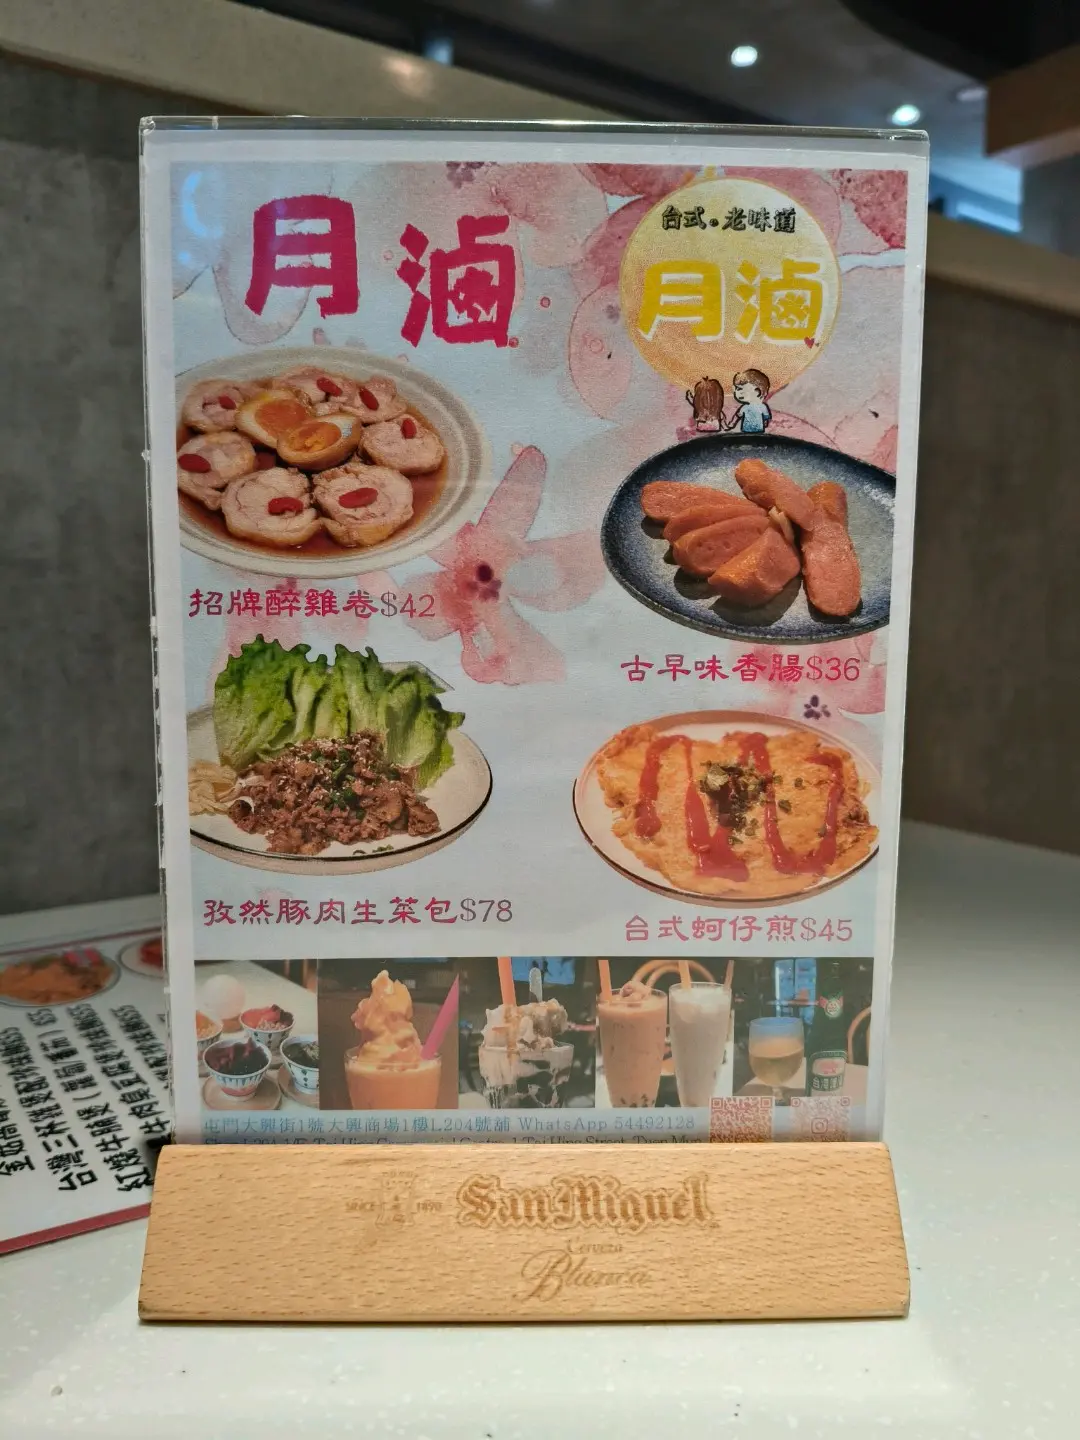 月滷
台式。老味道
月滷
招牌醉雞卷$42
古早味香腸$36
孜然豚肉生菜包$78
台式蚵仔煎$45
屯門大興街1號大興商場1樓L204號舖 WhatsApp 54492128
SINCE 1890
San Miguel
Cerveza
Blanca